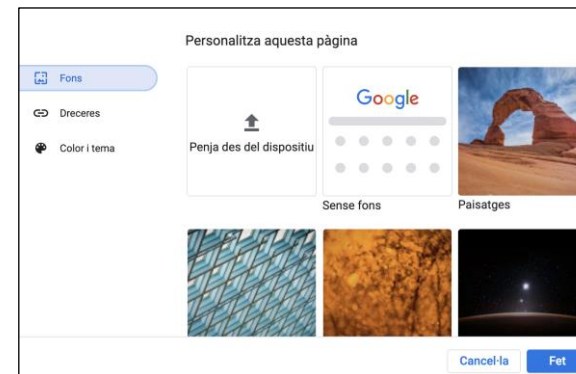 Personalitza aquesta pàgina
Fons
Dreceres
Color i tema
Penja des del dispositiu
Google
Sense fons
Paisatges
Cancel·la
Fet